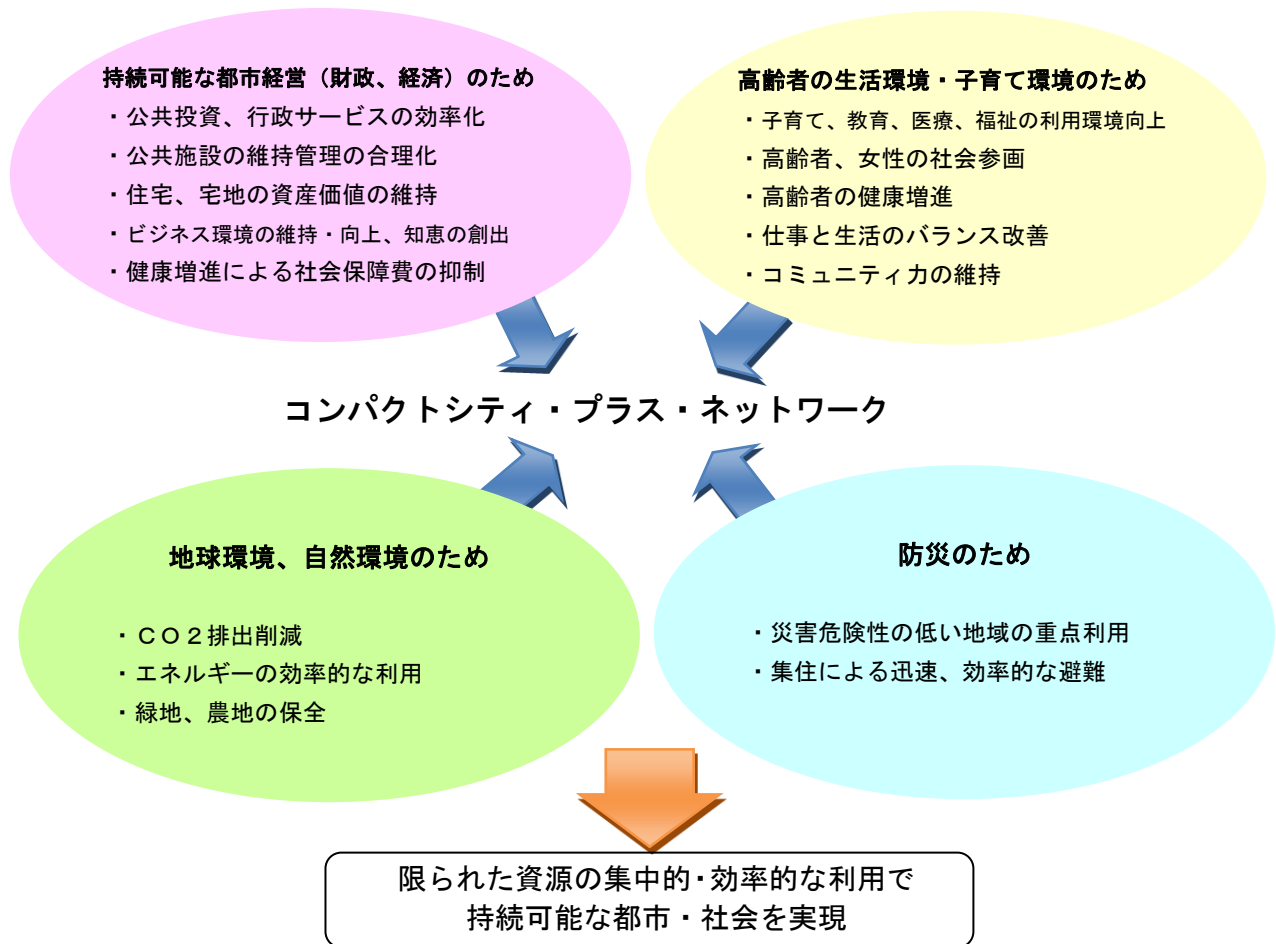 持続可能な都市経営（財政、経済）のため
・公共投資、行政サービスの効率化
・公共施設の維持管理の合理化
・住宅、宅地の資産価値の維持
・ビジネス環境の維持・向上、知恵の創出
・健康増進による社会保障費の抑制
高齢者の生活環境・子育て環境のため
・子育て、教育、医療、福祉の利用環境向上
・高齢者、女性の社会参画
・高齢者の健康増進
・仕事と生活のバランス改善
・コミュニティ力の維持
コンパクトシティ・プラス・ネットワーク
地球環境、自然環境のため
・ＣＯ２排出削減
・エネルギーの効率的な利用
・緑地、農地の保全
防災のため
・災害危険性の低い地域の重点利用
・集住による迅速、効率的な避難
限られた資源の集中的・効率的な利用で
持続可能な都市・社会を実現